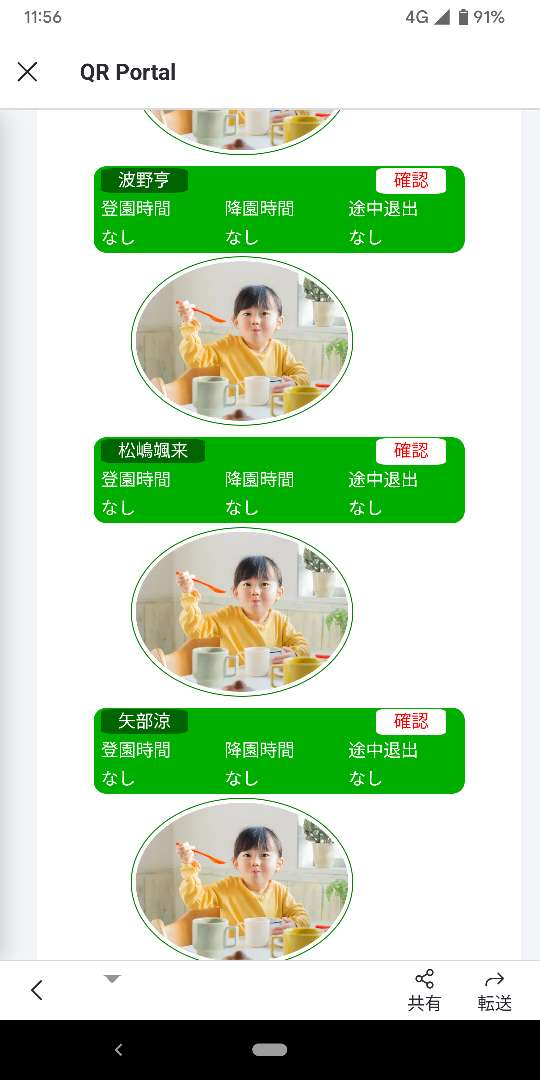 11:56
4G 91%
QR Portal
波野亨 確認
登園時間 降園時間 途中退出
なし なし なし
松嶋颯来 確認
登園時間 降園時間 途中退出
なし なし なし
矢部涼 確認
登園時間 降園時間 途中退出
なし なし なし
共有 転送